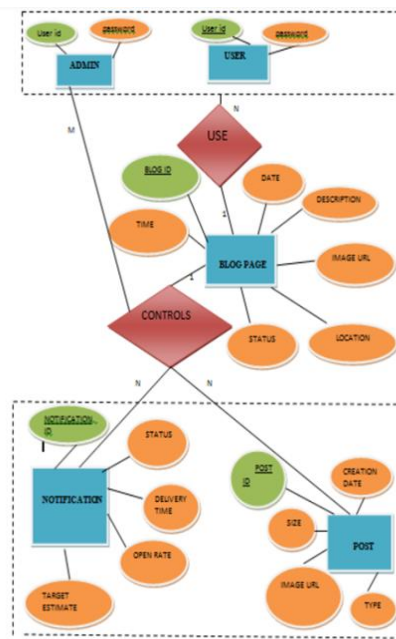 User id
password
User id
password
ADMIN
USER
M
N
USE
BLOG ID
DATE
DESCRIPTION
TIME
1
BLOG PAGE
IMAGE URL
1
CONTROLS
STATUS
LOCATION
N
N
NOTIFICATION
ID
STATUS
NOTIFICATION
DELIVERY
TIME
OPEN RATE
TARGET
ESTIMATE
POST
ID
CREATION
DATE
SIZE
POST
IMAGE URL
TYPE